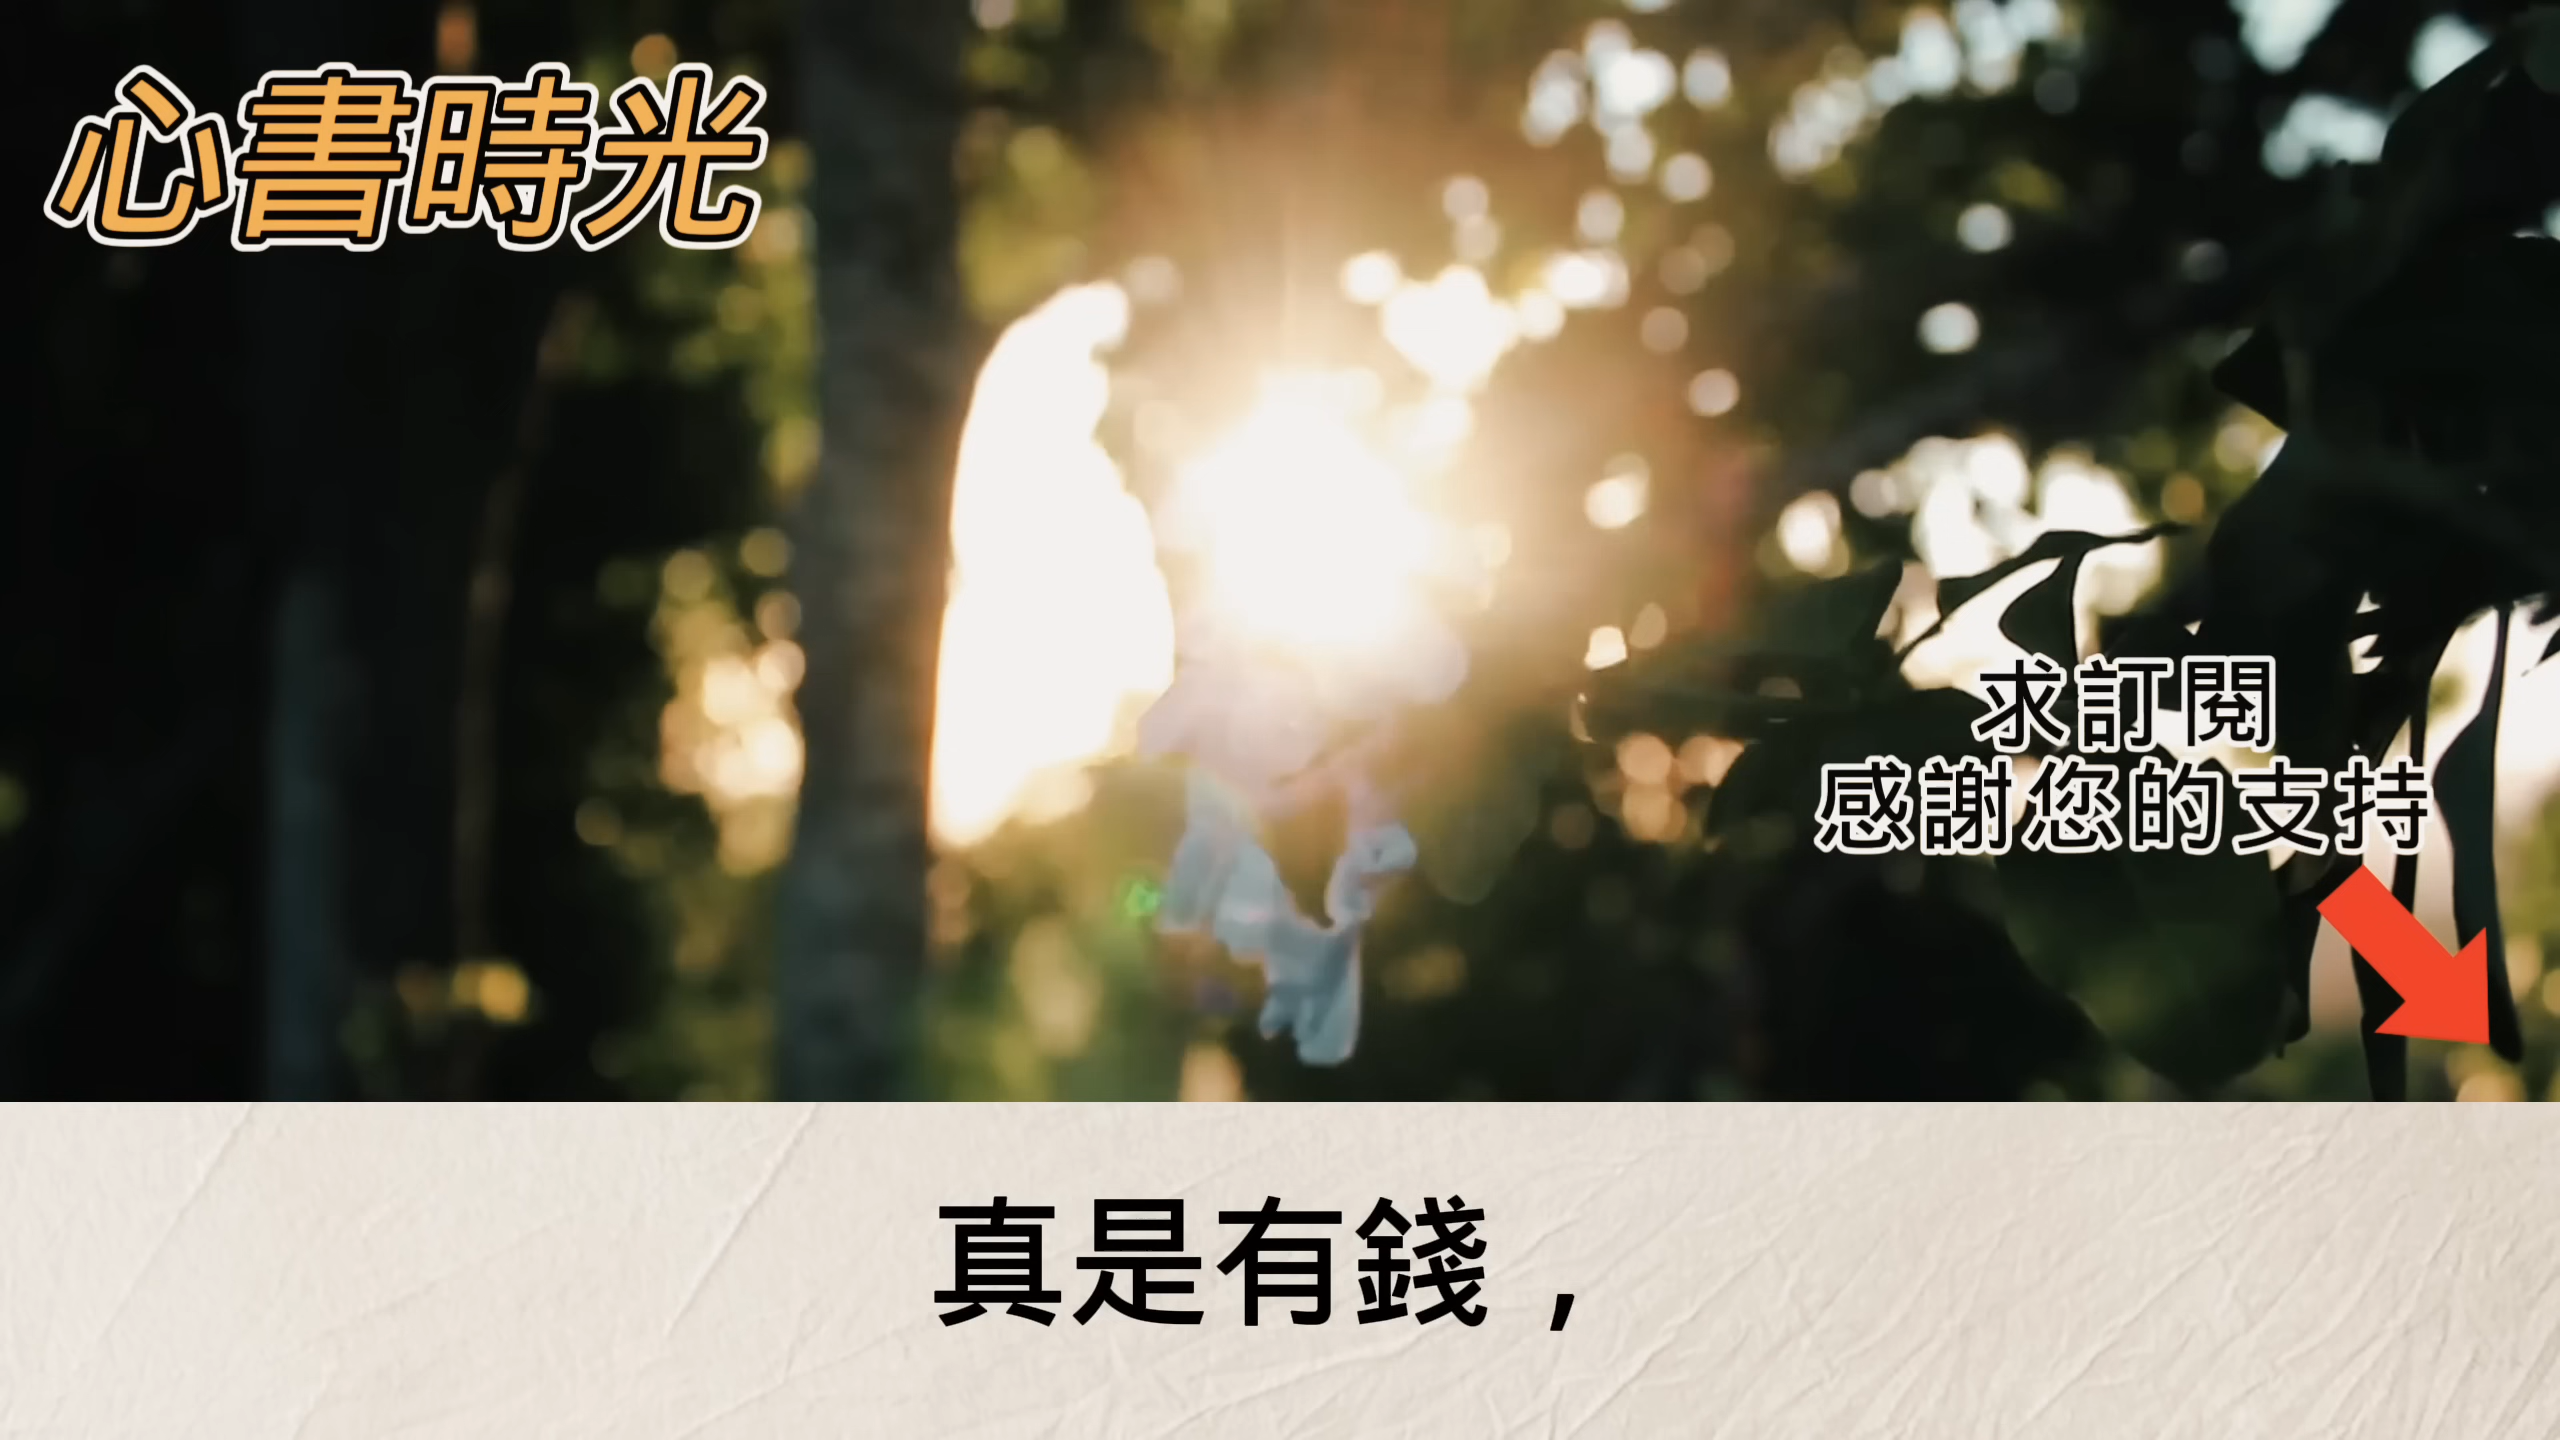 心書時光
求訂閱
感謝您的支持
真是有錢，